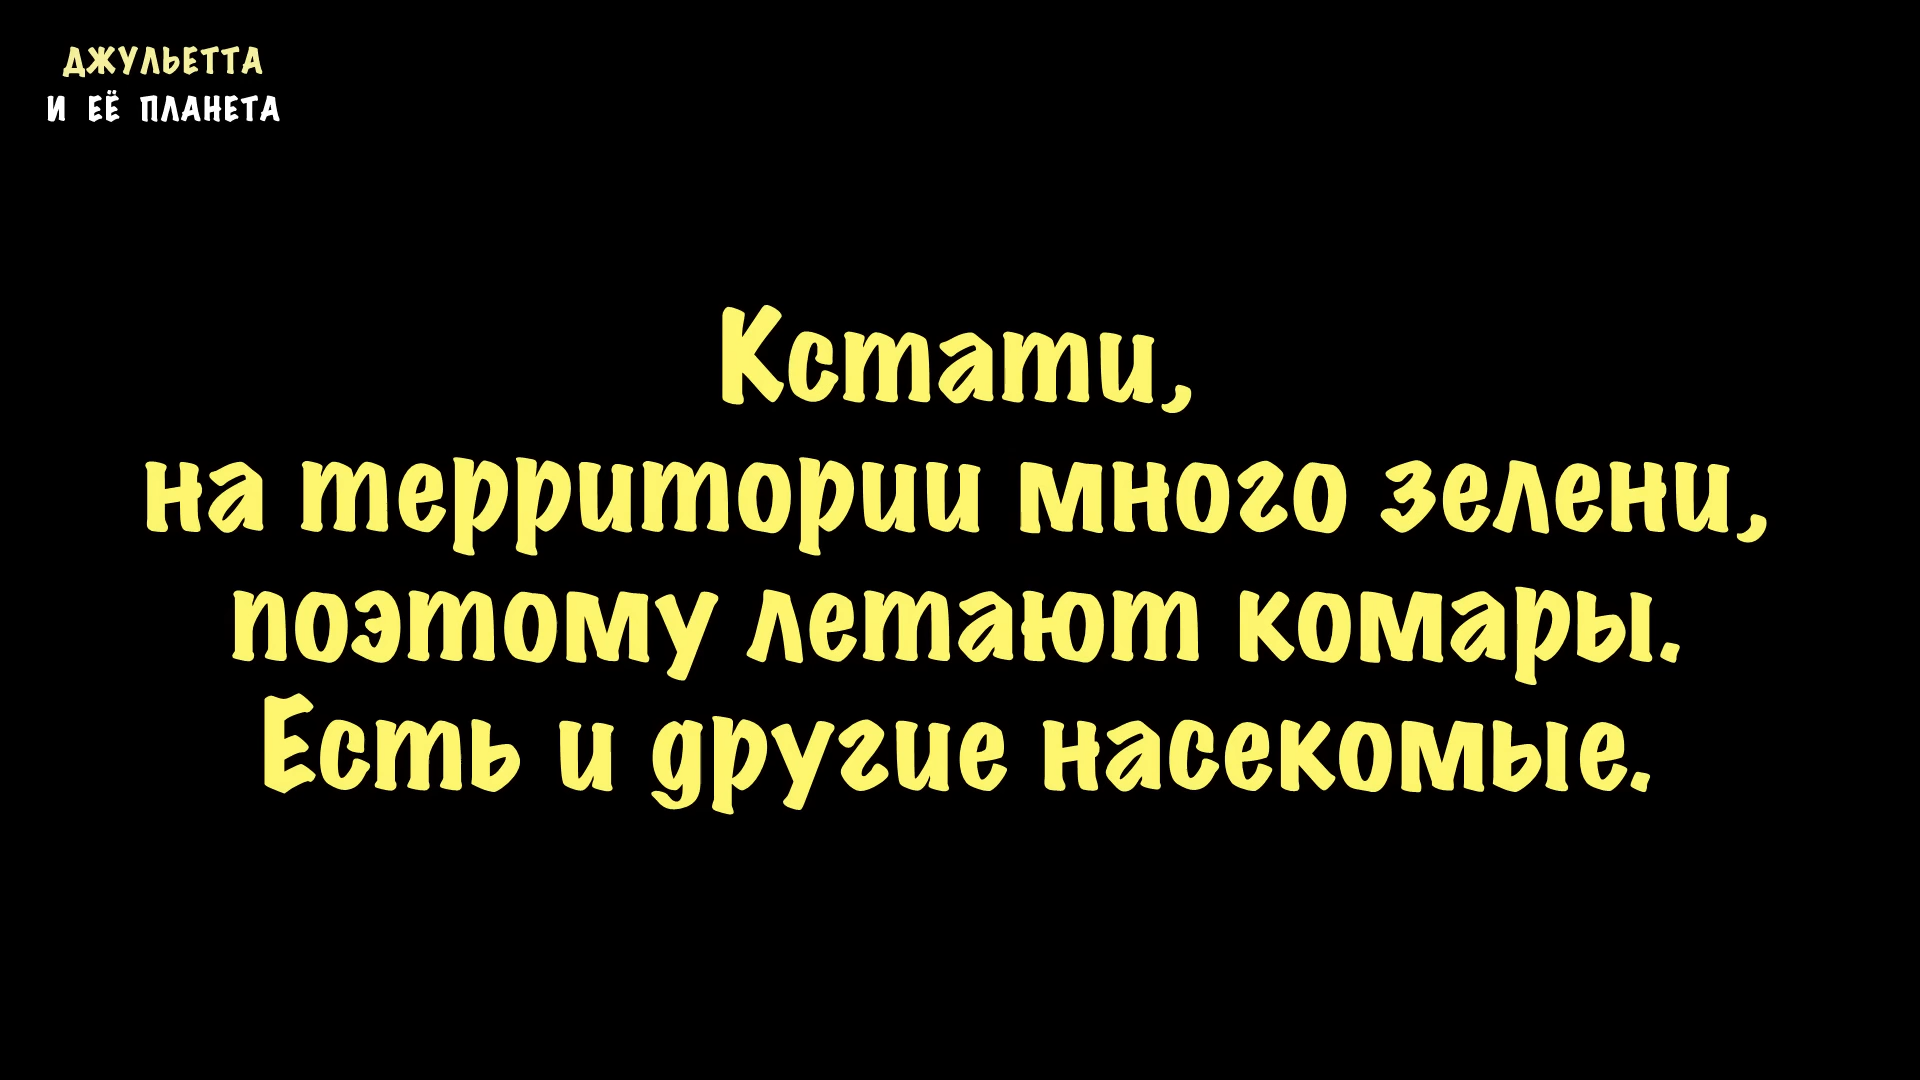 ДЖУЛЬЕТТА
И ЕЁ ПЛАНЕТА
Кстати,
на территории много зелени,
поэтому летают комары.
Есть и другие насекомые.